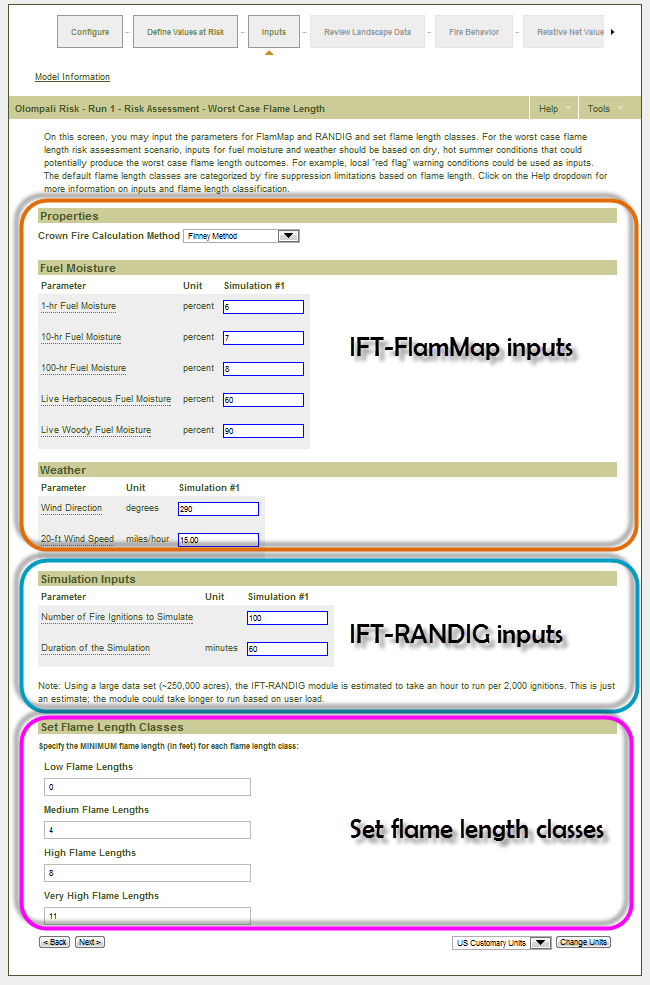 Configure
Define Values at Risk
Inputs
Review Landscape Data
Fire Behavior
Relative Net Value
Model Information
Olompali Risk - Run 1 - Risk Assessment - Worst Case Flame Length
Help
Tools
On this screen, you may input the parameters for FlamMap and RANDIG and set flame length classes. For the worst case flame
length risk assessment scenario, inputs for fuel moisture and weather should be based on dry, hot summer conditions that could
potentially produce the worst case flame length outcomes. For example, local "red flag" warning conditions could be used as inputs.
The default flame length classes are categorized by fire suppression limitations based on flame length. Click on the Help dropdown for
more information on inputs and flame length classification.
Properties
Crown Fire Calculation Method Finney Method
Fuel Moisture
Parameter Unit Simulation #1
1-hr Fuel Moisture percent 6
10-hr Fuel Moisture percent 7
IFT-FlamMap inputs
100-hr Fuel Moisture percent 8
Live Herbaceous Fuel Moisture percent 60
Live Woody Fuel Moisture percent 90
Weather
Parameter Unit Simulation #1
Wind Direction degrees 290
20-ft Wind Speed miles/hour 15.00
Simulation Inputs
Parameter Unit Simulation #1
Number of Fire Ignitions to Simulate 100
IFT-RANDIG inputs
Duration of the Simulation minutes 60
Note: Using a large data set (~250,000 acres), the IFT-RANDIG module is estimated to take an hour to run per 2,000 ignitions. This is just
an estimate; the module could take longer to run based on user load.
Set Flame Length Classes
Specify the MINIMUM flame length (in feet) for each flame length class:
Low Flame Lengths
0
Medium Flame Lengths
4
Set flame length classes
High Flame Lengths
8
Very High Flame Lengths
11
< Back Next > US Customary Units Change Units